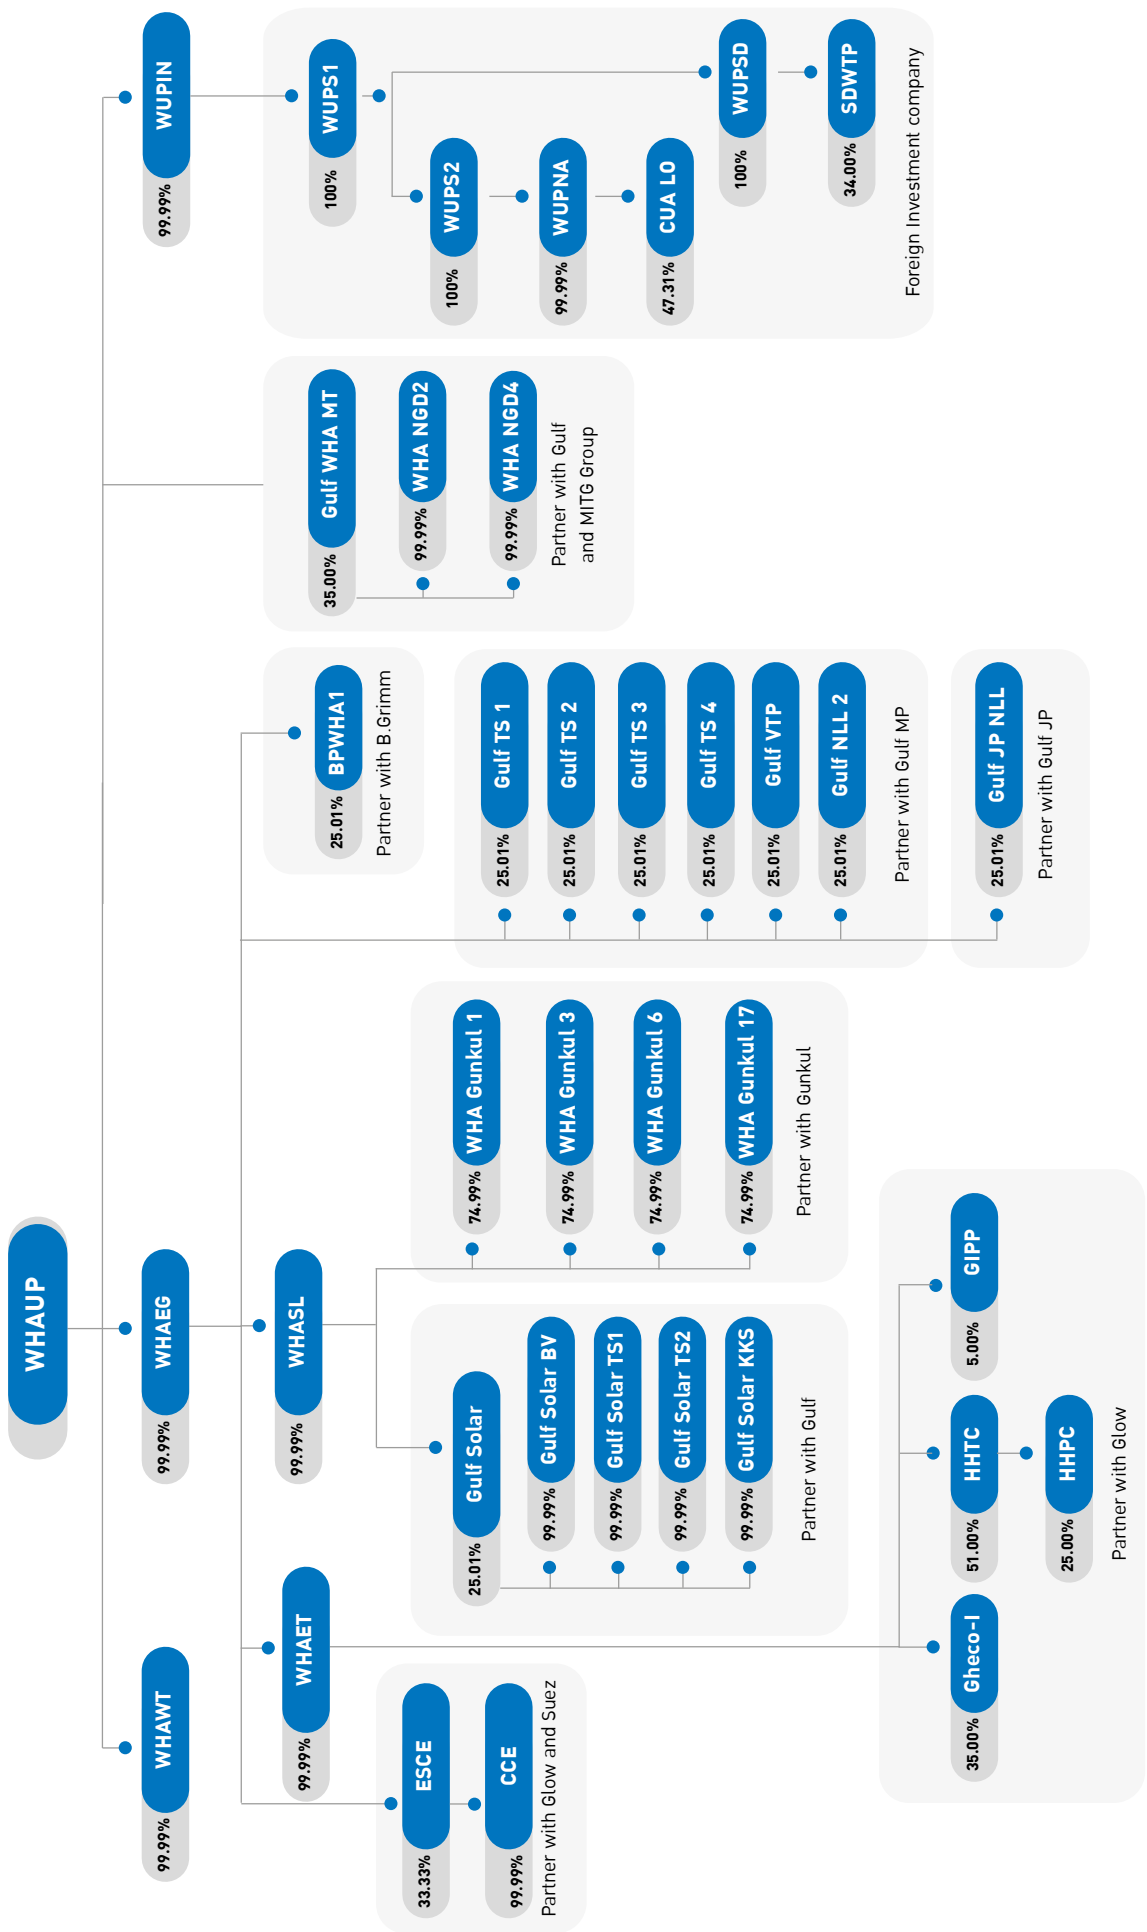 WHAUP
99.99% WHAWT
99.99% WHAEG
99.99% WUPIN
99.99% WHAET
99.99% WHASL
33.33% ESCE
99.99% CCE
Partner with Glow and Suez
25.01% Gulf Solar
99.99% Gulf Solar BV
99.99% Gulf Solar TS1
99.99% Gulf Solar TS2
99.99% Gulf Solar KKS
Partner with Gulf
74.99% WHA Gunkul 1
74.99% WHA Gunkul 3
74.99% WHA Gunkul 6
74.99% WHA Gunkul 17
Partner with Gunkul
35.00% Gheco-I
51.00% HHTC
5.00% GIPP
25.00% HHPC
Partner with Glow
25.01% BPWHA1
Partner with B.Grimm
25.01% Gulf TS 1
25.01% Gulf TS 2
25.01% Gulf TS 3
25.01% Gulf TS 4
25.01% Gulf VTP
25.01% Gulf NLL 2
Partner with Gulf MP
25.01% Gulf JP NLL
Partner with Gulf JP
35.00% Gulf WHA MT
99.99% WHA NGD2
99.99% WHA NGD4
Partner with Gulf
and MITG Group
100% WUPS1
100% WUPS2
99.99% WUPNA
47.31% CUA LO
100% WUPSD
34.00% SDWTP
Foreign Investment company